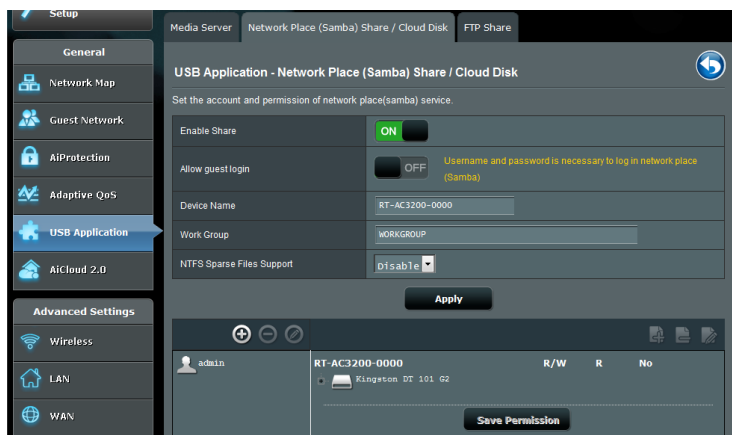 Setup
General
Network Map
Guest Network
AiProtection
Adaptive QoS
USB Application
AiCloud 2.0
Advanced Settings
Wireless
LAN
WAN
Media Server
Network Place (Samba) Share / Cloud Disk
FTP Share
USB Application - Network Place (Samba) Share / Cloud Disk
Set the account and permission of network place(samba) service.
Enable Share
ON
Allow guest login
OFF
Username and password is necessary to log in network place
(Samba)
Device Name
RT-AC3200-0000
Work Group
WORKGROUP
NTFS Sparse Files Support
Disable
Apply
admin
RT-AC3200-0000
R/W
R
No
Kingston DT 101 G2
Save Permission